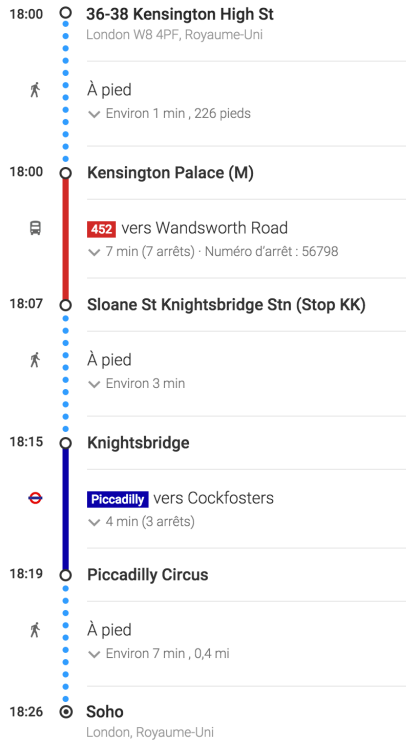 18:00 36-38 Kensington High St
London W8 4PF, Royaume-Uni
À pied
Environ 1 min , 226 pieds
18:00 Kensington Palace (M)
452 vers Wandsworth Road
7 min (7 arrêts) · Numéro d'arrêt : 56798
18:07 Sloane St Knightsbridge Stn (Stop KK)
À pied
Environ 3 min
18:15 Knightsbridge
Piccadilly vers Cockfosters
4 min (3 arrêts)
18:19 Piccadilly Circus
À pied
Environ 7 min , 0,4 mi
18:26 Soho
London, Royaume-Uni